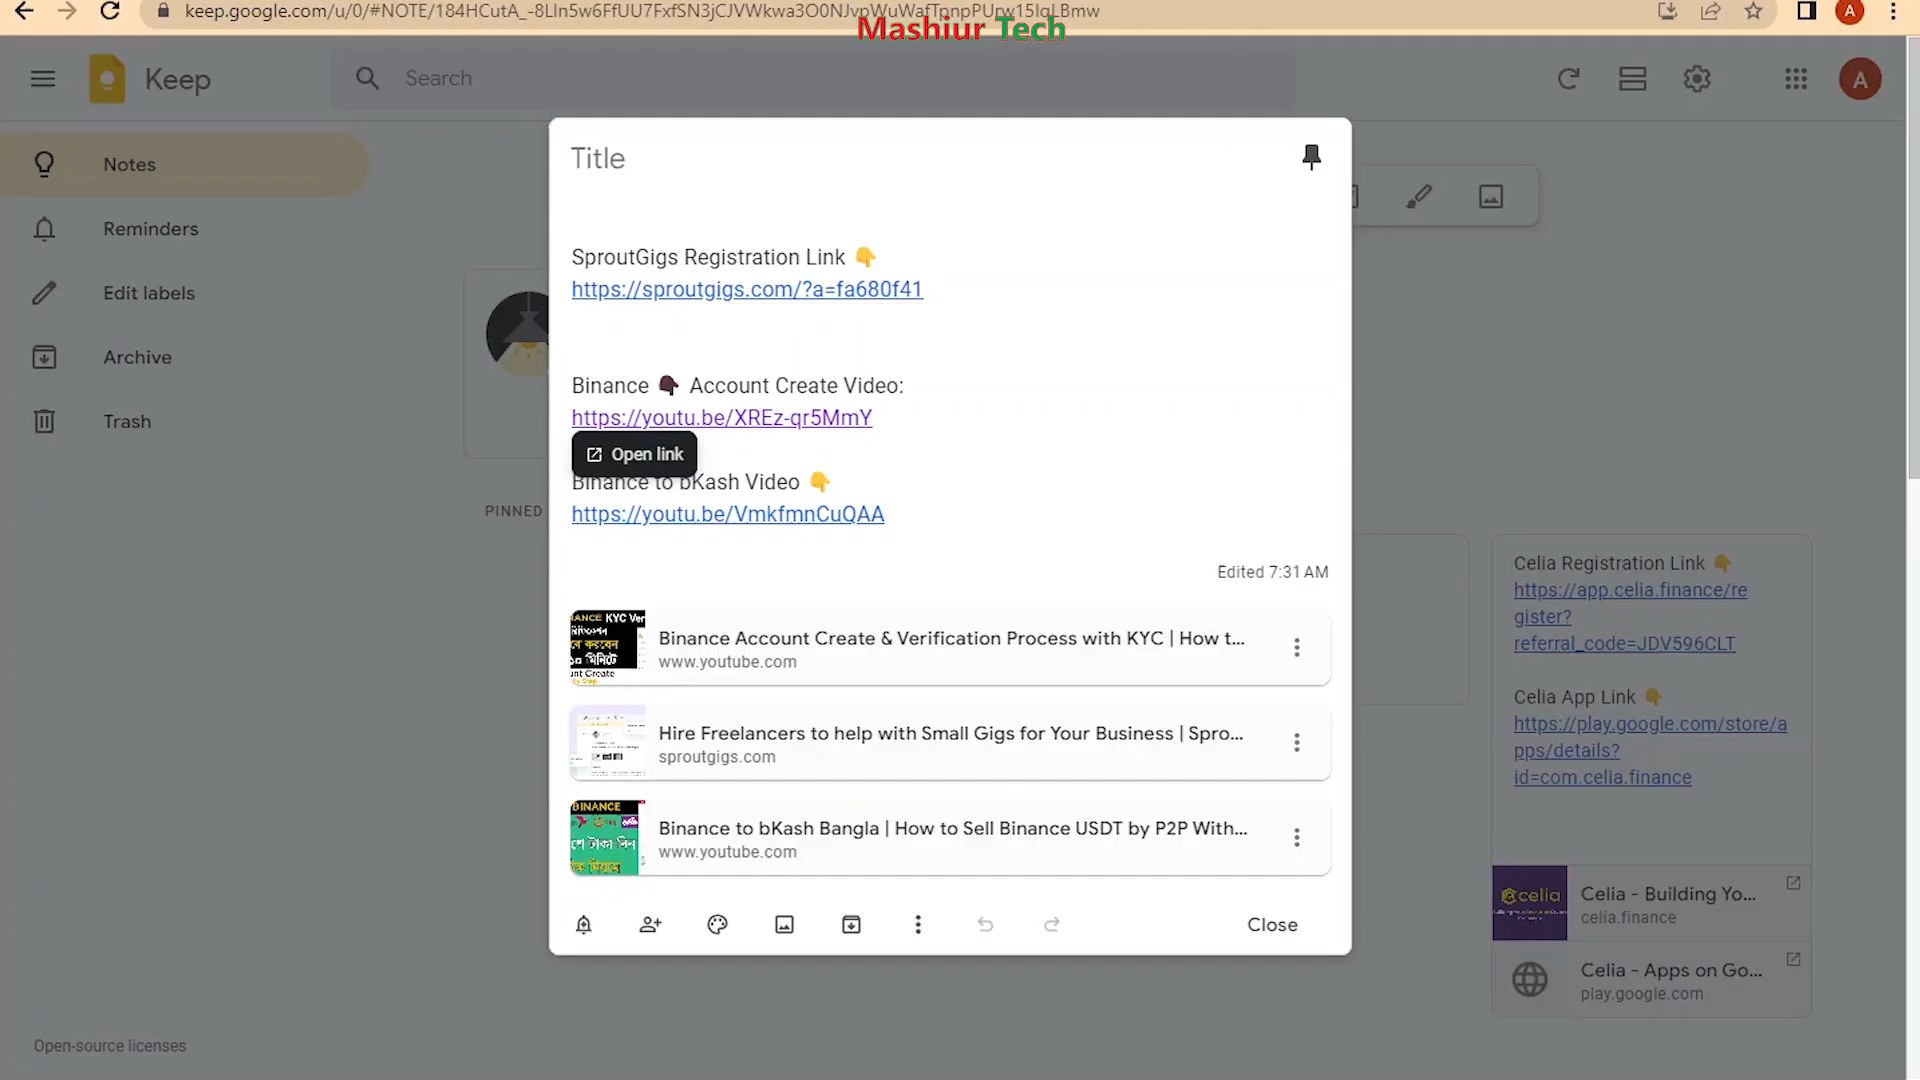 keep.google.com/u/0/#NOTE/184HCutA_-8LIn5w6FfUU7FxfSN3jCJVWkwa3O0NJvpWuWafTpnpPUrw15IqLBmw
Mashiur Tech
A
Keep
Search
A
Notes
Reminders
Edit labels
Archive
Trash
PINNED
Open-source licenses
Title
SproutGigs Registration Link 👇
https://sproutgigs.com/?a=fa680f41
Binance 👇🏿 Account Create Video:
https://youtu.be/XREz-qr5MmY
Open link
Binance to bKash Video 👇
https://youtu.be/VmkfmnCuQAA
Edited 7:31 AM
Binance Account Create & Verification Process with KYC | How t...
www.youtube.com
Hire Freelancers to help with Small Gigs for Your Business | Spro...
sproutgigs.com
BINANCE
Binance to bKash Bangla | How to Sell Binance USDT by P2P With...
www.youtube.com
Close
Celia Registration Link 👇
https://app.celia.finance/re
gister?
referral_code=JDV596CLT
Celia App Link 👇
https://play.google.com/store/a
pps/details?
id=com.celia.finance
celia
Celia - Building Yo...
celia.finance
Celia - Apps on Go...
play.google.com